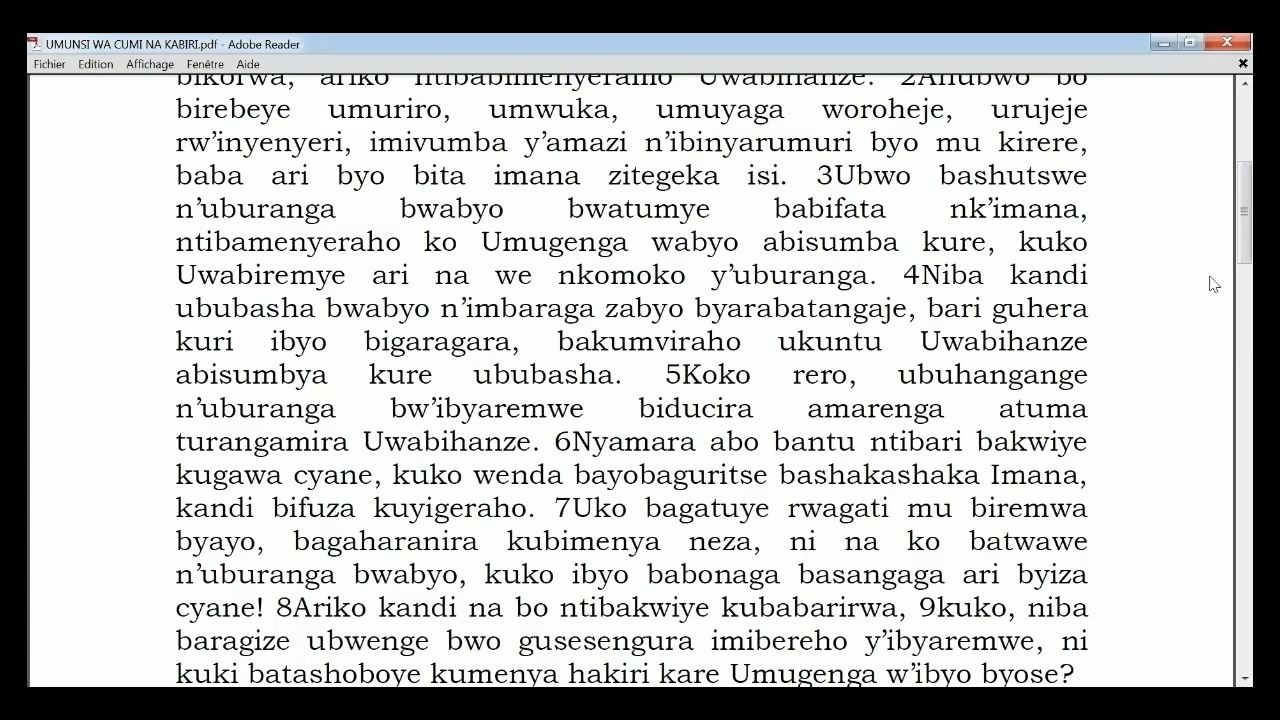 UMUNSI WA CUMI NA KABIRI.pdf - Adobe Reader
Fichier Edition Affichage Fenêtre Aide
bikorwa, ariko ntibabimenyeraho Uwabihanze. 2Ahubwo bo
birebeye umuriro, umwuka, umuyaga woroheje, urujeje
rw’inyenyeri, imivumba y’amazi n’ibinyarumuri byo mu kirere,
baba ari byo bita imana zitegeka isi. 3Ubwo bashutswe
n’uburanga bwabyo bwatumye babifata nk’imana,
ntibamenyeraho ko Umugenga wabyo abisumba kure, kuko
Uwabiremye ari na we nkomoko y’uburanga. 4Niba kandi
ububasha bwabyo n’imbaraga zabyo byarabatangaje, bari guhera
kuri ibyo bigaragara, bakumviraho ukuntu Uwabihanze
abisumbya kure ububasha. 5Koko rero, ubuhangange
n’uburanga bw’ibyaremwe biducira amarenga atuma
turangamira Uwabihanze. 6Nyamara abo bantu ntibari bakwiye
kugawa cyane, kuko wenda bayobaguritse bashakashaka Imana,
kandi bifuza kuyigeraho. 7Uko bagatuye rwagati mu biremwa
byayo, bagaharanira kubimenya neza, ni na ko batwawe
n’uburanga bwabyo, kuko ibyo babonaga basangaga ari byiza
cyane! 8Ariko kandi na bo ntibakwiye kubabarirwa, 9kuko, niba
baragize ubwenge bwo gusesengura imibereho y’ibyaremwe, ni
kuki batashoboye kumenya hakiri kare Umugenga w’ibyo byose?